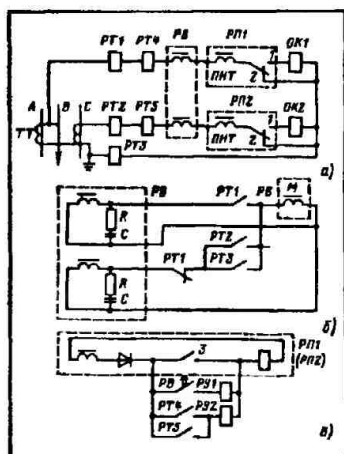 РТ1 РТ4 РВ РП1 ОК1
ПНТ 1 2
А В С РТ2 РТ5 РП2 ОК2
ТТ ПНТ 1 2
РТ3
а)
РВ РТ1 РВ М
R
C
РТ2
РТ1 РТ3
R
C
б)
3 РП1
(РП2)
РВ РУ1
РТ4 РУ2
РТ5
в)